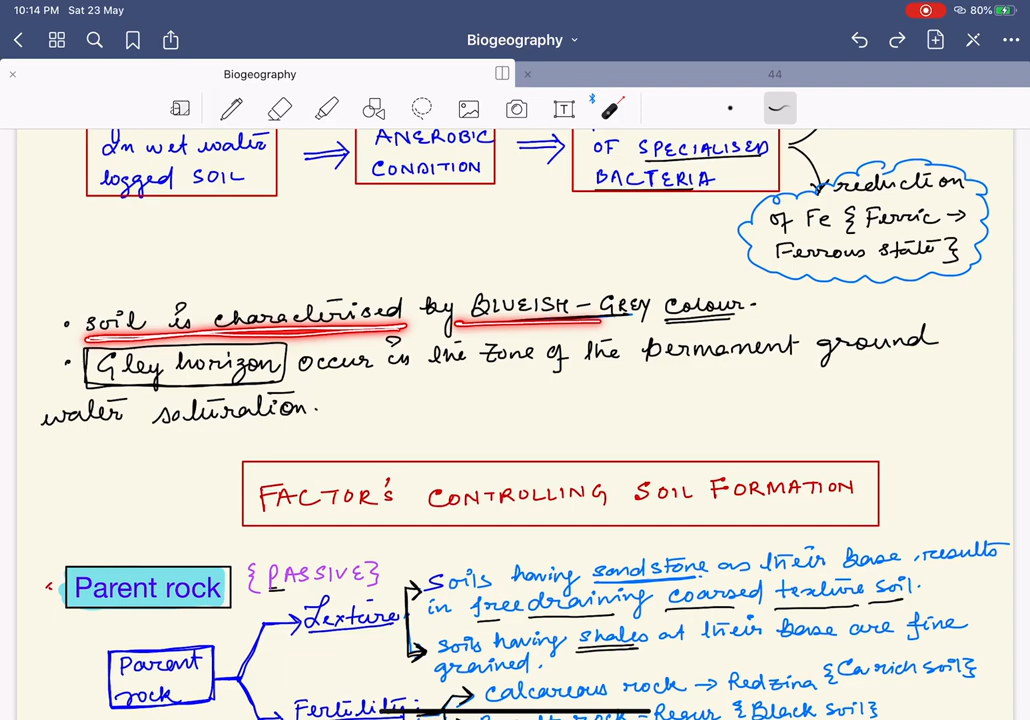 10:14 PM Sat 23 May
80%
Biogeography
Biogeography
44
In wet water
logged SOIL
ANEROBIC
CONDITION
OF SPECIALISED
BACTERIA
reduction
of Fe {Ferric →
Ferrous state}
• soil is characterised by BLUEISH - GREY colour.
• Gley horizon occur in the zone of the permanent ground
water saturation.
FACTOR'S CONTROLLING SOIL FORMATION
Parent rock {PASSIVE}
Texture
Soils having sandstone as their base, results
in free draining coarsed texture soil.
soils having shales at their base are fine
grained.
Parent
rock
Fertility
calcareous rock → Redzina {Ca rich soil}
rock = Regur {Black soil}